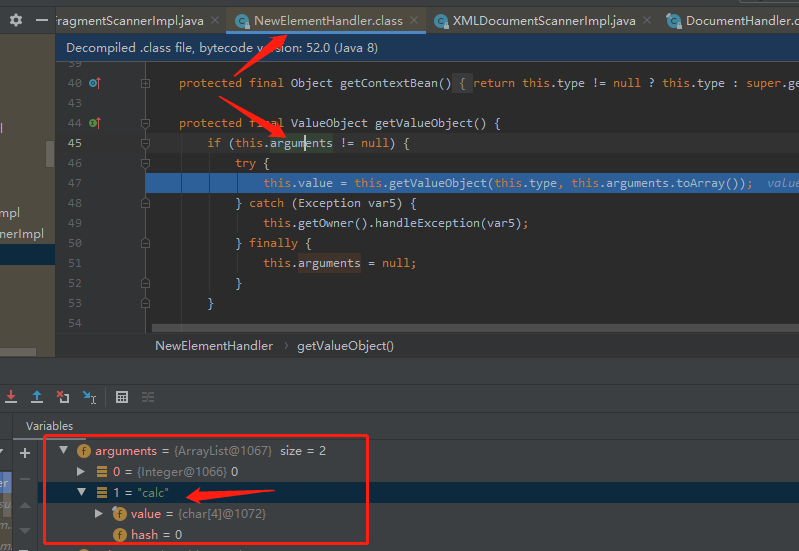 FragmentScannerImpl.java
NewElementHandler.class
XMLDocumentScannerImpl.java
DocumentHandler.c
Decompiled .class file, bytecode version: 52.0 (Java 8)
39
40 protected final Object getContextBean() { return this.type != null ? this.type : super.ge
43
44 protected final ValueObject getValueObject() {
45 if (this.arguments != null) {
46 try {
47 this.value = this.getValueObject(this.type, this.arguments.toArray()); value
48 } catch (Exception var5) {
49 this.getOwner().handleException(var5);
50 } finally {
51 this.arguments = null;
52 }
53 }
54
mpl
nerImpl
NewElementHandler › getValueObject()
Variables
arguments = {ArrayList@1067} size = 2
0 = {Integer@1066} 0
1 = "calc"
value = {char[4]@1072}
hash = 0